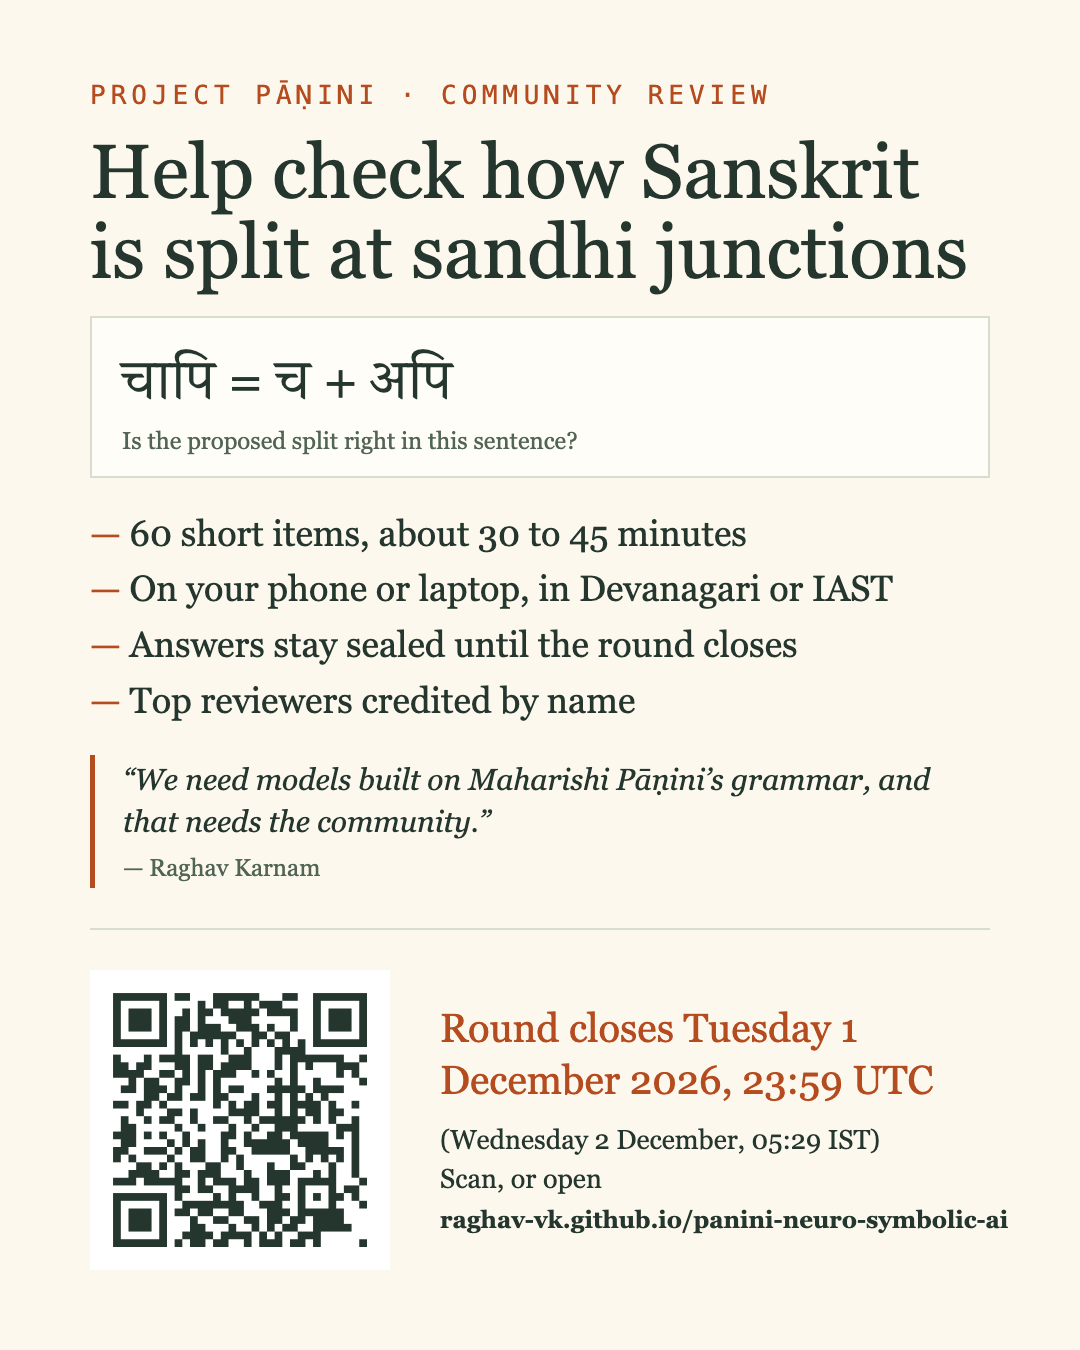 PROJECT PĀṆINI · COMMUNITY REVIEW
Help check how Sanskrit
is split at sandhi junctions
चापि = च + अपि
Is the proposed split right in this sentence?
— 60 short items, about 30 to 45 minutes
— On your phone or laptop, in Devanagari or IAST
— Answers stay sealed until the round closes
— Top reviewers credited by name
“We need models built on Maharishi Pāṇini’s grammar, and
that needs the community.”
— Raghav Karnam
Round closes Tuesday 1
December 2026, 23:59 UTC
(Wednesday 2 December, 05:29 IST)
Scan, or open
raghav-vk.github.io/panini-neuro-symbolic-ai